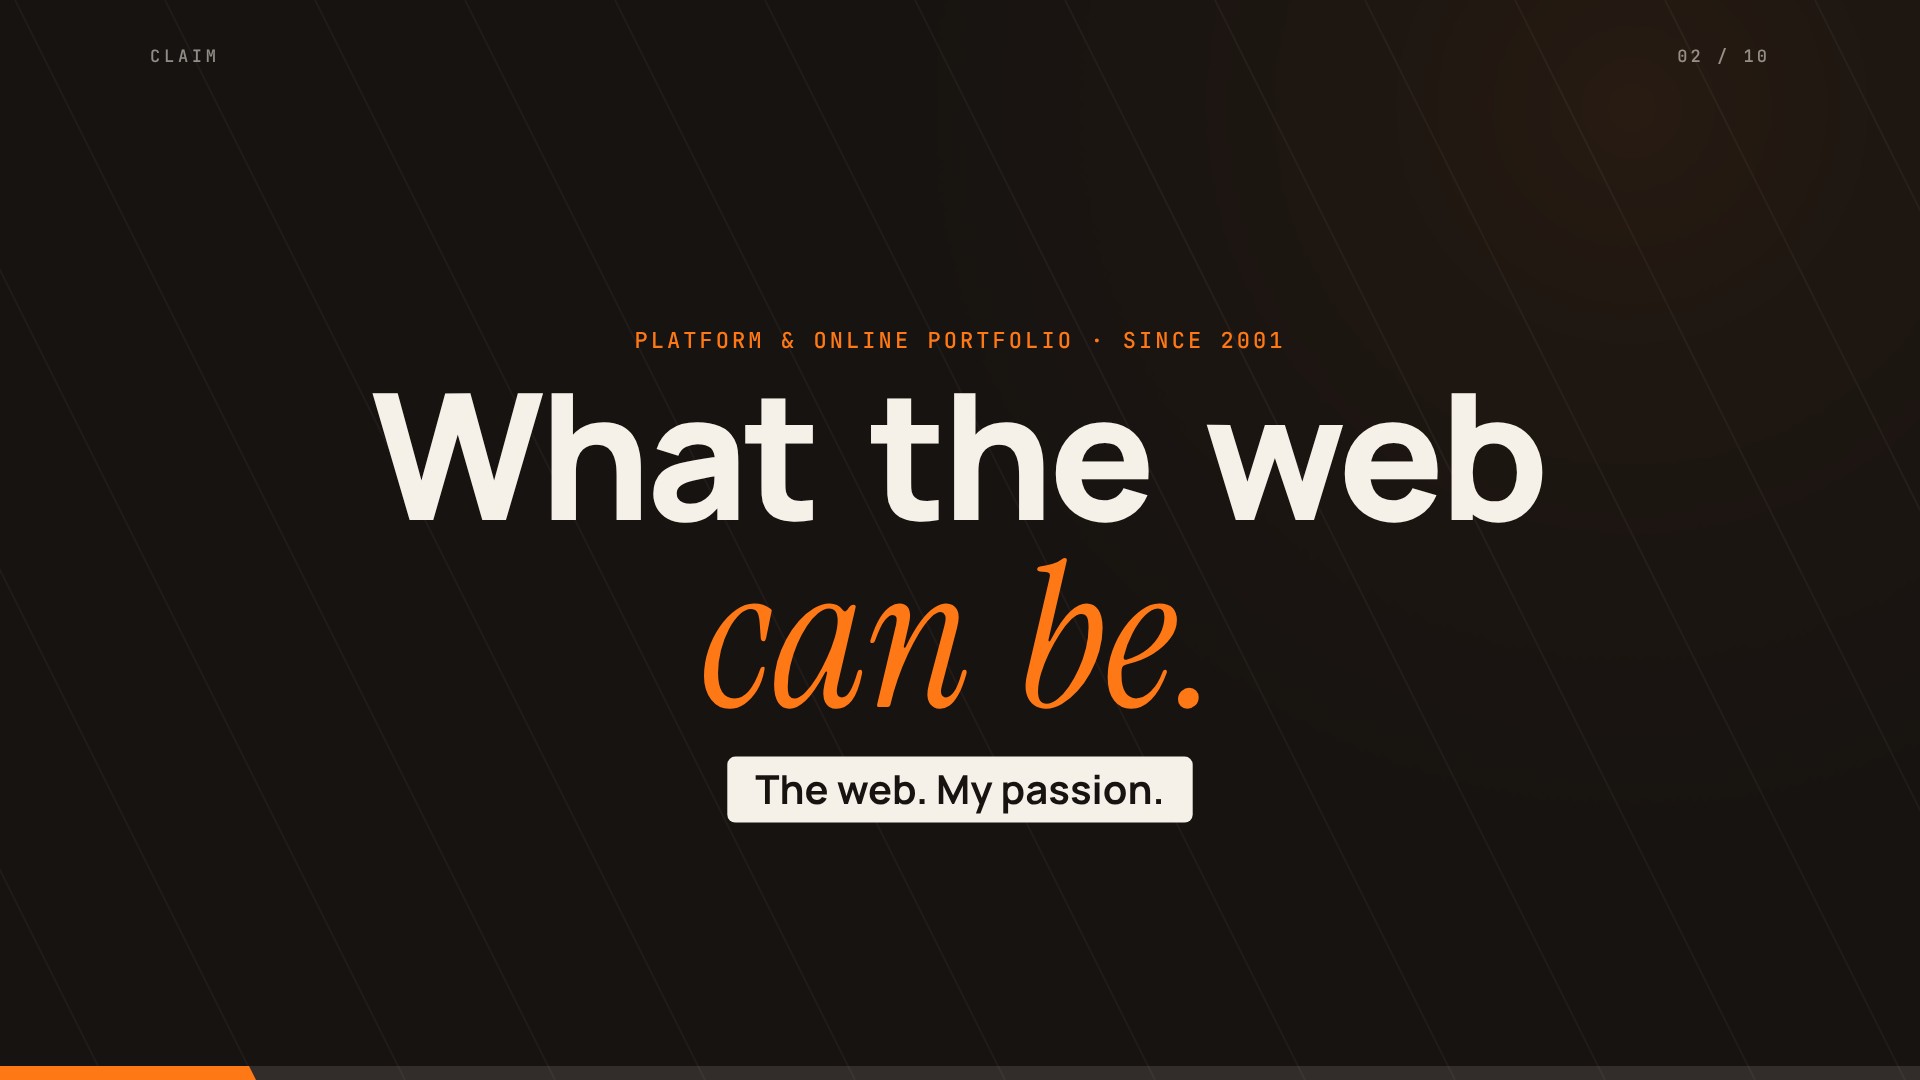 CLAIM
02 / 10
PLATFORM & ONLINE PORTFOLIO · SINCE 2001
What the web
can be.
The web. My passion.